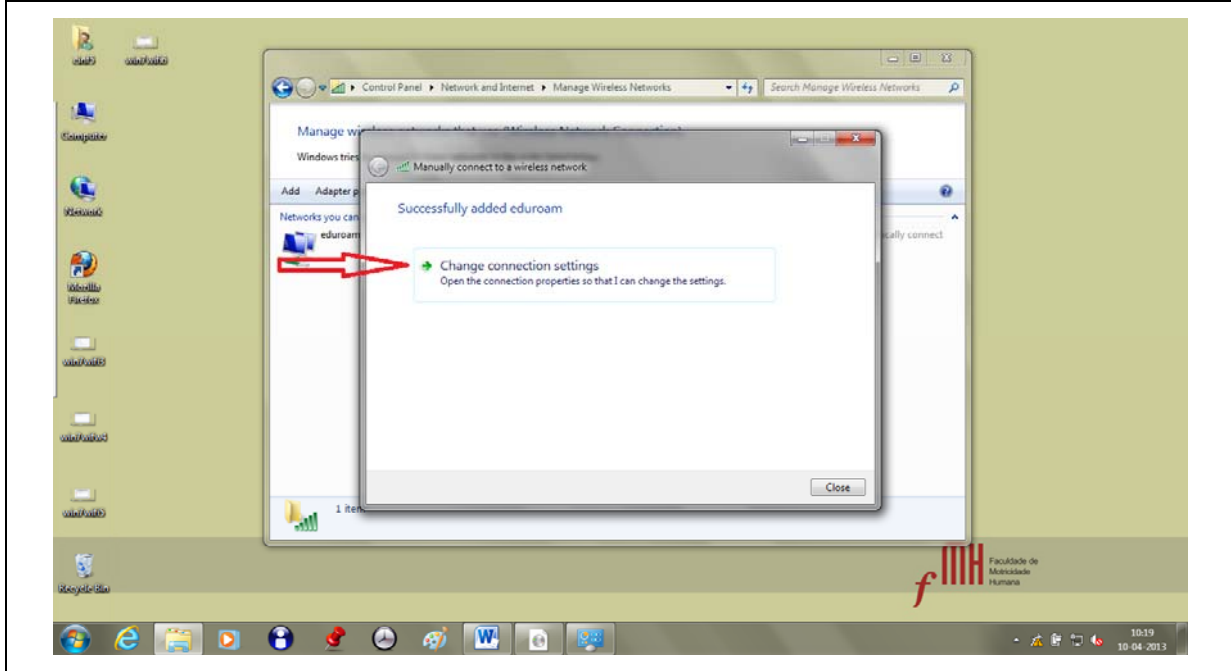 Control Panel ▸ Network and Internet ▸ Manage Wireless Networks
Search Manage Wireless Networks
Computer
Manage wi
Windows tries
Manually connect to a wireless network
Add Adapter p
Network
Networks you can
eduroam
ically connect
Successfully added eduroam
Change connection settings
Open the connection properties so that I can change the settings.
Mozilla
Firefox
Close
1 iten
Recycle Bin
fMH
Faculdade de
Motricidade
Humana
10:19
10-04-2013